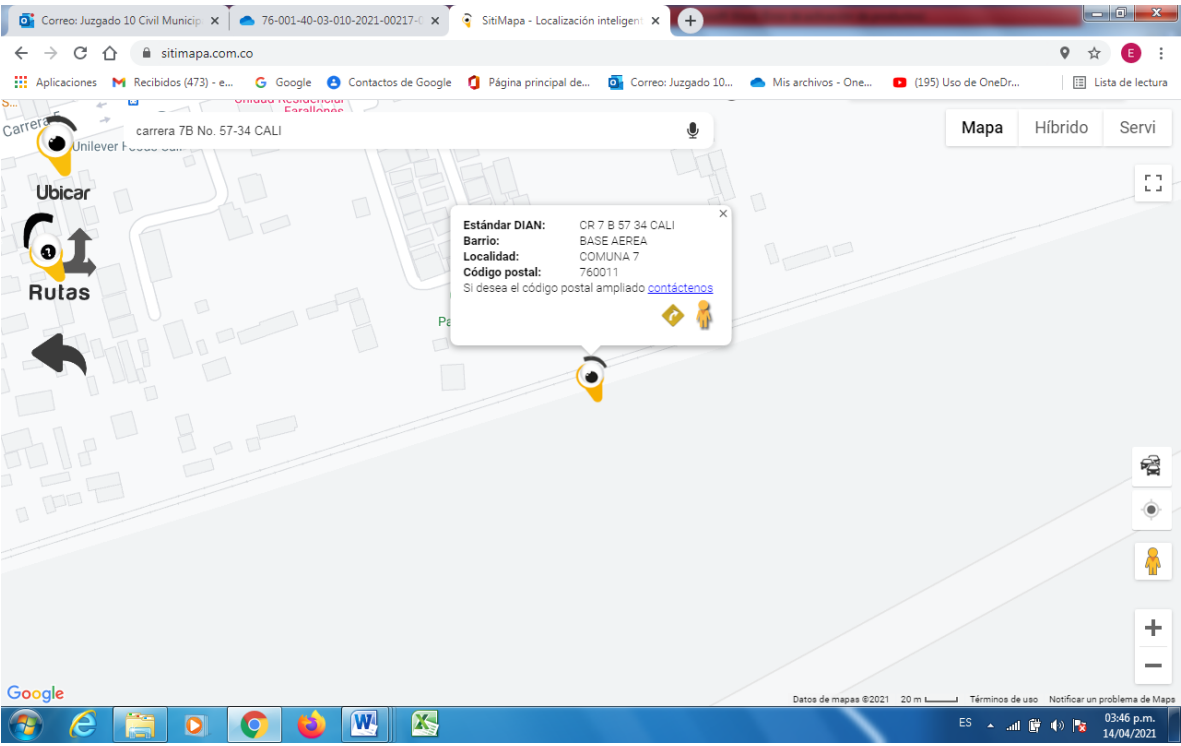 Correo: Juzgado 10 Civil Municip
76-001-40-03-010-2021-00217-0
SitiMapa - Localización inteligent
sitimapa.com.co
E
Aplicaciones
Recibidos (473) - e...
Google
Contactos de Google
Página principal de...
Correo: Juzgado 10...
Mis archivos - One...
(195) Uso de OneDr...
Lista de lectura
Unidad Residencial
Farallones
Carrera
Unilever
carrera 7B No. 57-34 CALI
Mapa
Híbrido
Servi
Ubicar
Rutas
Estándar DIAN: CR 7 B 57 34 CALI
Barrio: BASE AEREA
Localidad: COMUNA 7
Código postal: 760011
Si desea el código postal ampliado contáctenos
Pa
Google
Datos de mapas ©2021
20 m
Términos de uso
Notificar un problema de Maps
ES
03:46 p.m.
14/04/2021